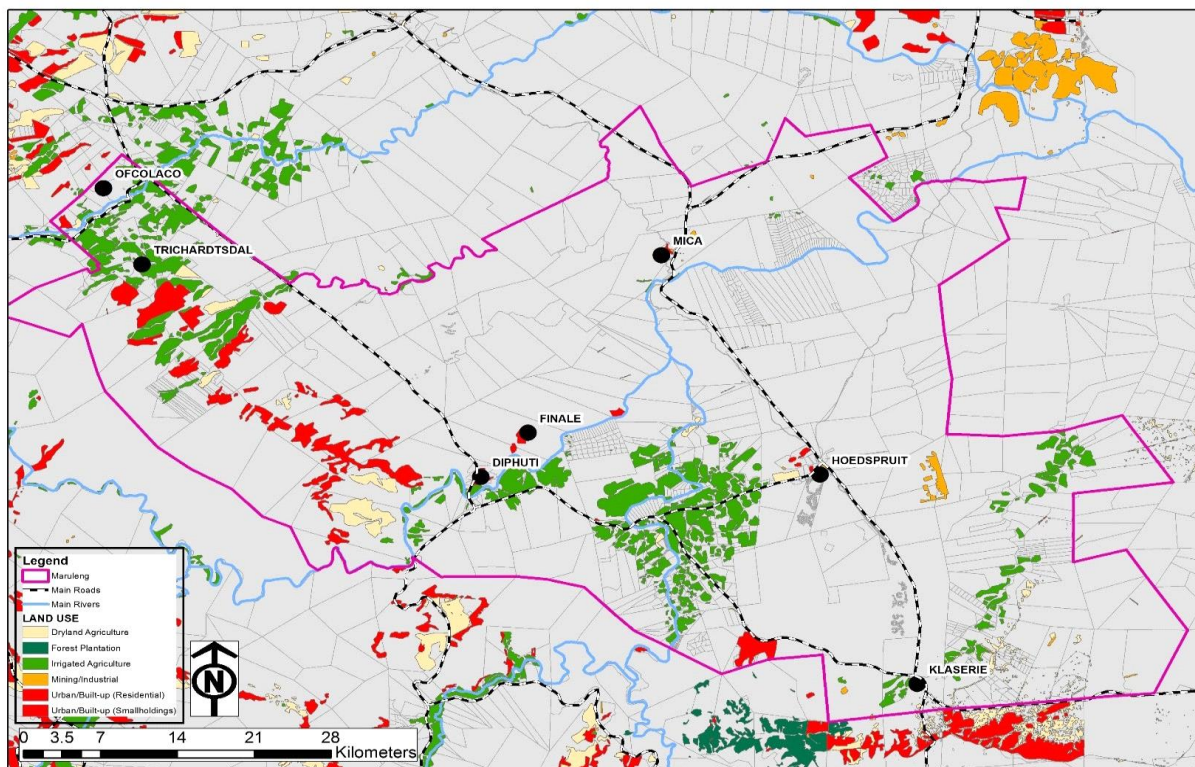 OFCOLACO
TRICHARDTSDAL
MICA
FINALE
DIPHUTI
HOEDSPRUIT
KLASERIE
Legend
Maruleng
Main Roads
Main Rivers
LAND USE
Dryland Agriculture
Forest Plantation
Irrigated Agriculture
Mining/Industrial
Urban/Built-up (Residential)
Urban/Built-up (Smallholdings)
N
0 3.5 7 14 21 28
Kilometers